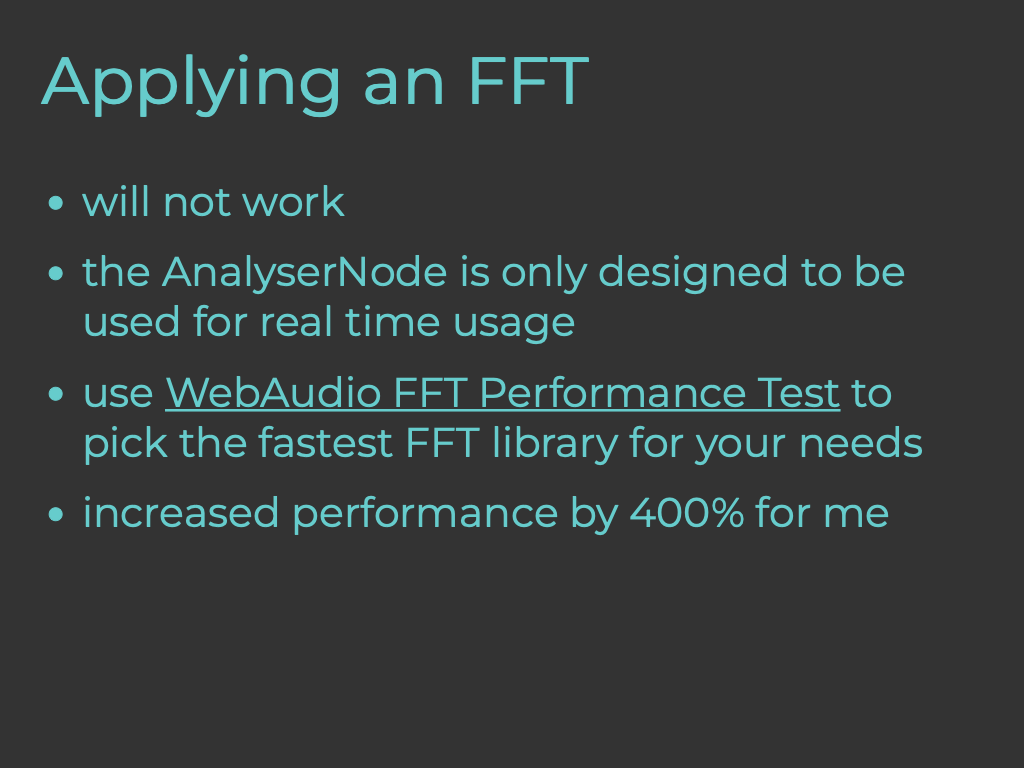 Applying an FFT
• will not work
• the AnalyserNode is only designed to be
used for real time usage
• use WebAudio FFT Performance Test to
pick the fastest FFT library for your needs
• increased performance by 400% for me